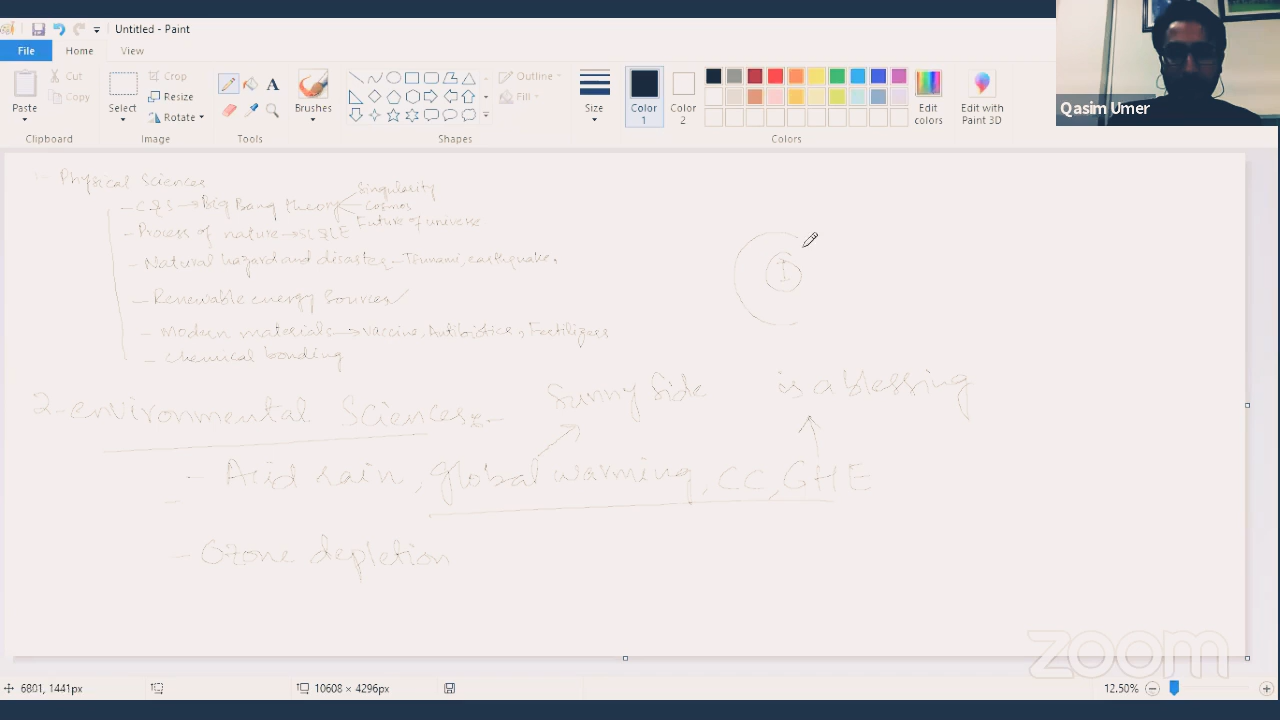 Untitled - Paint
File Home View
Paste Cut Copy Clipboard
Select Crop Resize Rotate Image
Tools
Brushes
Shapes Outline Fill
Size
Color 1 Color 2
Edit colors
Edit with Paint 3D
Colors
Qasim Umer
Physical Sciences
- C&S → Big Bang theory
Singularity
Cosmos
Future of universe
- Process of nature → S&LE
- Natural hazard and disaster - Tsunami, earthquake,
- Renewable energy Sources
- Modern materials → Vaccine, Antibiotics, Fertilizers
- Chemical bonding
I
2- environmental Sciences:-
Sunny Side is a blessing
- Acid rain, global warming, CC, GHE
- Ozone depletion
zoom
6801, 1441px 10608 × 4296px 12.50%